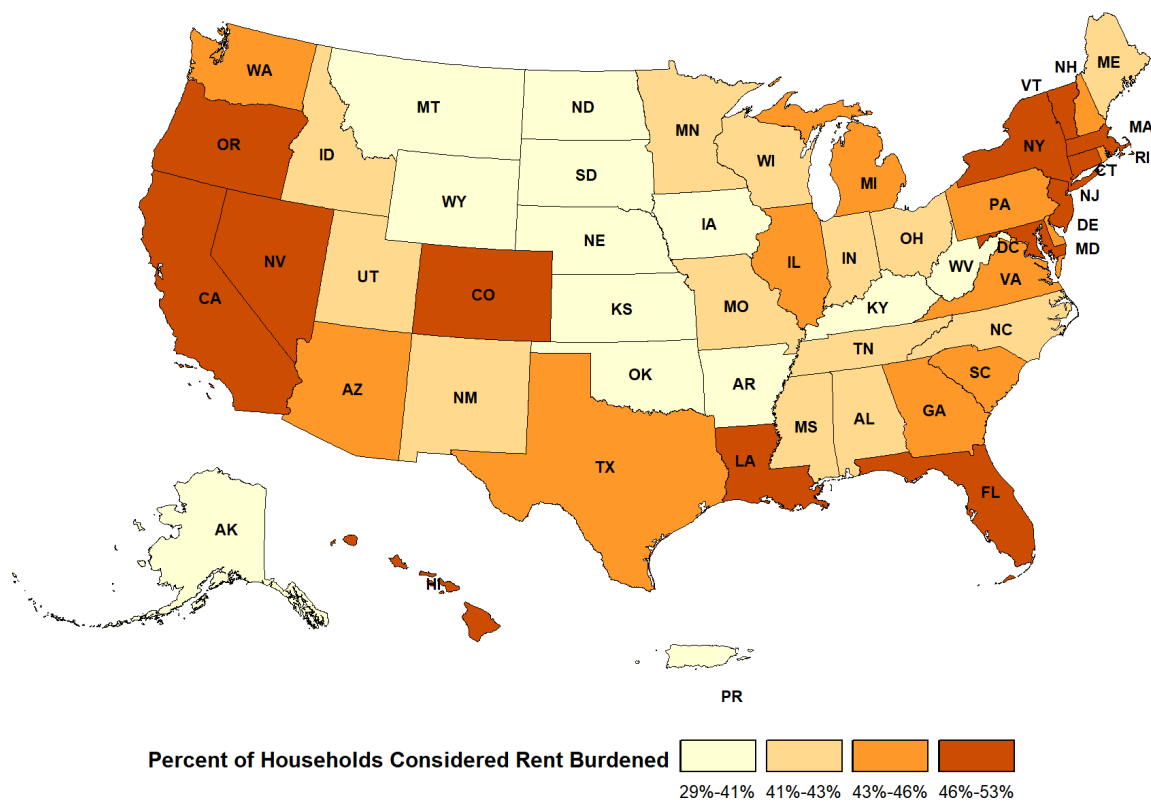 ME
NH
WA
VT
MT
ND
MA
MN
OR
NY
ID
WI
RI
CT
SD
MI
NJ
WY
PA
IA
DE
NE
OH
DC
MD
IL
IN
NV
WV
UT
VA
CO
CA
MO
KS
KY
NC
TN
OK
SC
AR
AZ
NM
GA
MS
AL
LA
TX
FL
AK
HI
PR
Percent of Households Considered Rent Burdened
29%-41% 41%-43% 43%-46% 46%-53%